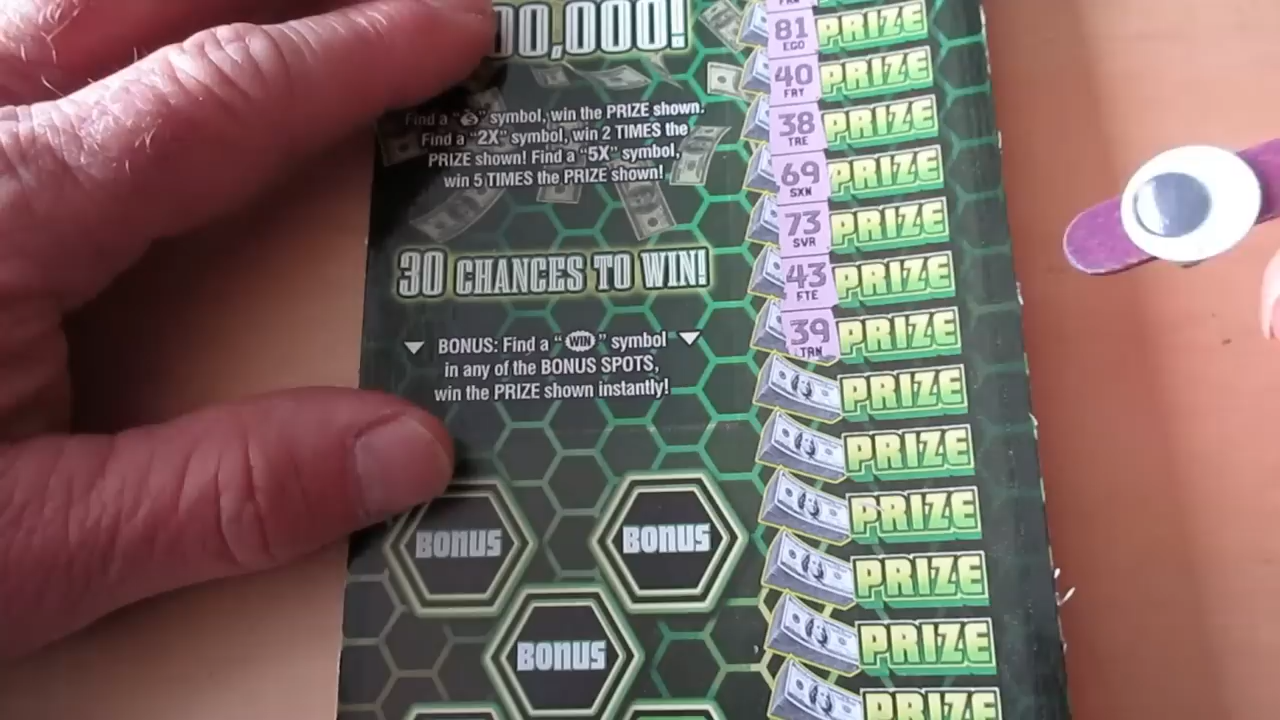 00,000!
Find a "💰" symbol, win the PRIZE shown.
Find a "2X" symbol, win 2 TIMES the
PRIZE shown! Find a "5X" symbol,
win 5 TIMES the PRIZE shown!
30 CHANCES TO WIN!
BONUS: Find a "WIN" symbol
in any of the BONUS SPOTS,
win the PRIZE shown instantly!
BONUS
BONUS
BONUS
81 PRIZE
EGO
40 PRIZE
FRY
38 PRIZE
TRE
69 PRIZE
SXN
73 PRIZE
SVR
43 PRIZE
FTE
39 PRIZE
TRN
PRIZE
PRIZE
PRIZE
PRIZE
PRIZE
PRIZE